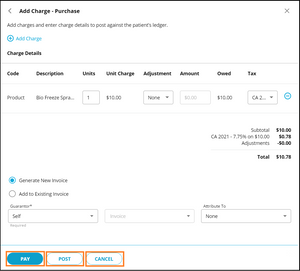 Add Charge - Purchase
Add charges and enter charge details to post against the patient's ledger.
Add Charge
Charge Details
Code Description Units Unit Charge Adjustment Amount Owed Tax
Product Bio Freeze Spra... 1 $10.00 None $0.00 $10.00 CA 2...
Subtotal $10.00
CA 2021 - 7.75% on $10.00 $0.78
Adjustments -$0.00
Total $10.78
Generate New Invoice
Add to Existing Invoice
Guarantor* Attribute To
Self Invoice None
Required
PAY POST CANCEL